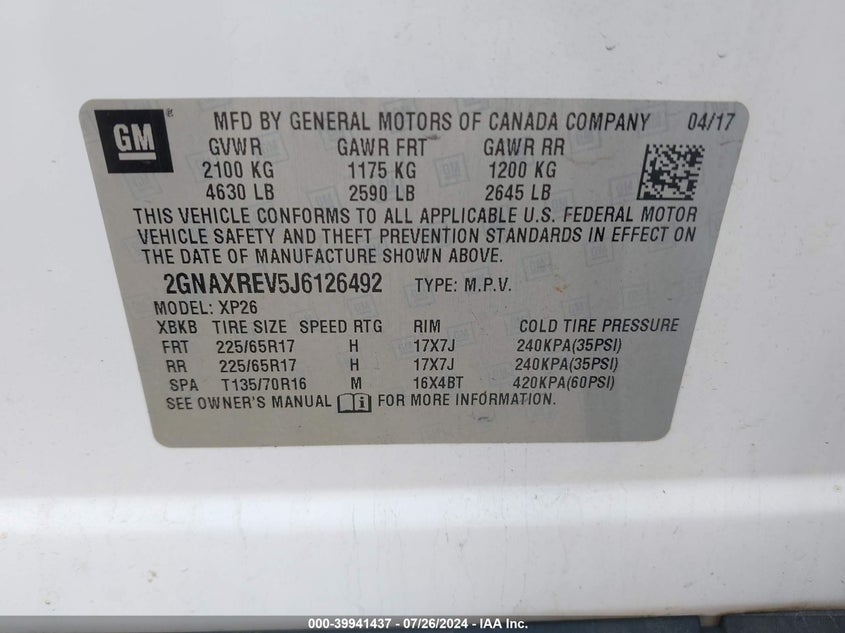 GM ® MFD BY GENERAL MOTORS OF CANADA COMPANY 04/17
GVWR GAWR FRT GAWR RR
2100 KG 1175 KG 1200 KG
4630 LB 2590 LB 2645 LB
THIS VEHICLE CONFORMS TO ALL APPLICABLE U.S. FEDERAL MOTOR
VEHICLE SAFETY AND THEFT PREVENTION STANDARDS IN EFFECT ON
THE DATE OF MANUFACTURE SHOWN ABOVE.
2GNAXREV5J6126492 TYPE: M.P.V.
MODEL: XP26
XBKB TIRE SIZE SPEED RTG RIM COLD TIRE PRESSURE
FRT 225/65R17 H 17X7J 240KPA(35PSI)
RR 225/65R17 H 17X7J 240KPA(35PSI)
SPA T135/70R16 M 16X4BT 420KPA(60PSI)
SEE OWNER'S MANUAL FOR MORE INFORMATION.
000-39941437 - 07/26/2024 - IAA Inc.